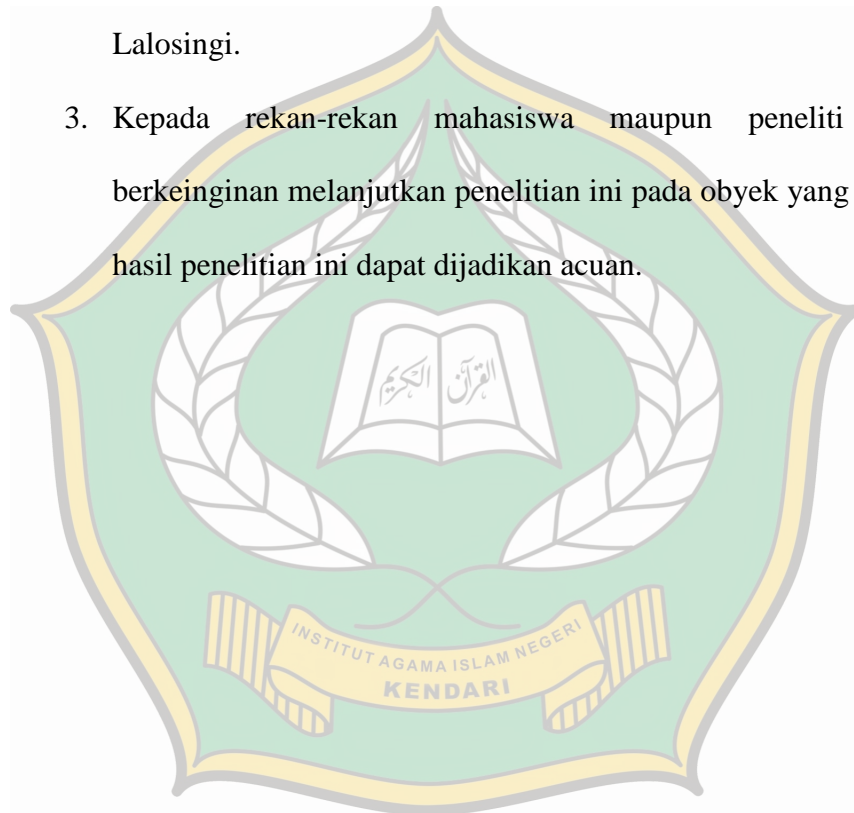 Lalosingi.
3. Kepada rekan-rekan mahasiswa maupun peneliti
berkeinginan melanjutkan penelitian ini pada obyek yang
hasil penelitian ini dapat dijadikan acuan.
القرآن الكريم
INSTITUT AGAMA ISLAM NEGERI
KENDARI